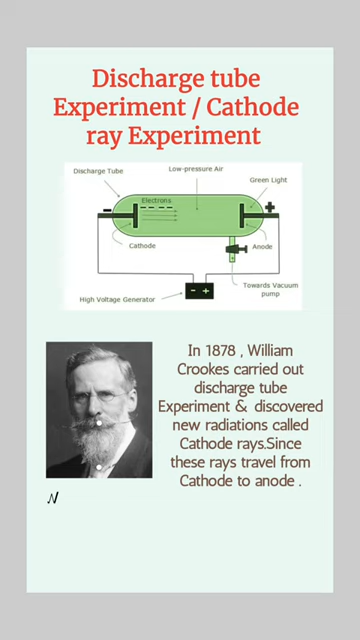 Discharge tube
Experiment / Cathode
ray Experiment
Discharge Tube
Low-pressure Air
Green Light
Electrons
- +
Cathode
Anode
High Voltage Generator
- +
Towards Vacuum
pump
In 1878 , William
Crookes carried out
discharge tube
Experiment & discovered
new radiations called
Cathode rays.Since
these rays travel from
Cathode to anode .
N